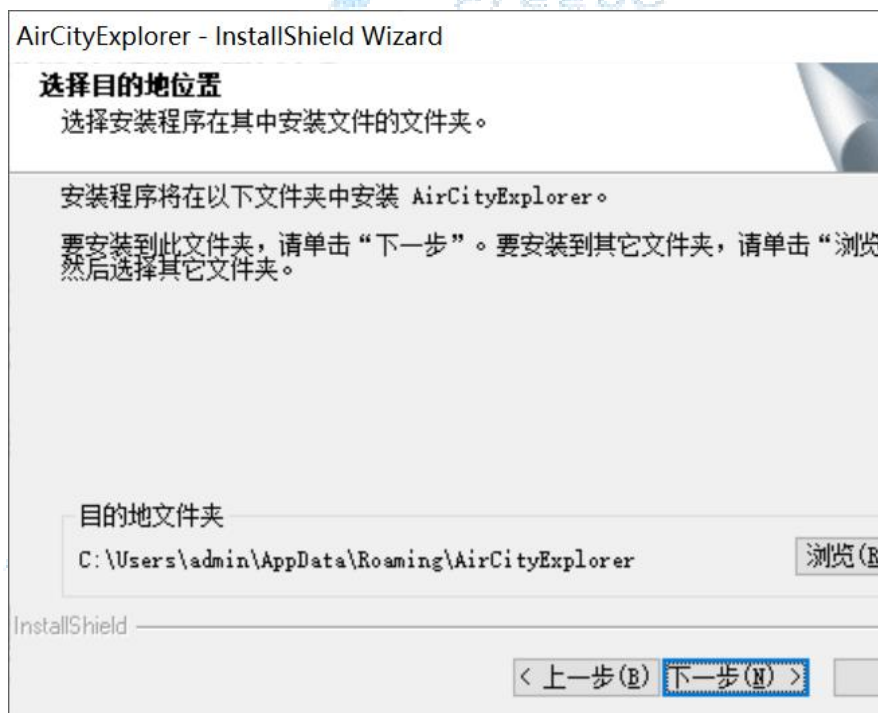 AirCityExplorer - InstallShield Wizard
选择目的地位置
选择安装程序在其中安装文件的文件夹。
安装程序将在以下文件夹中安装 AirCityExplorer。
要安装到此文件夹，请单击“下一步”。要安装到其它文件夹，请单击“浏览
然后选择其它文件夹。
目的地文件夹
C:\Users\admin\AppData\Roaming\AirCityExplorer
浏览(R
InstallShield
< 上一步(B)
下一步(N) >